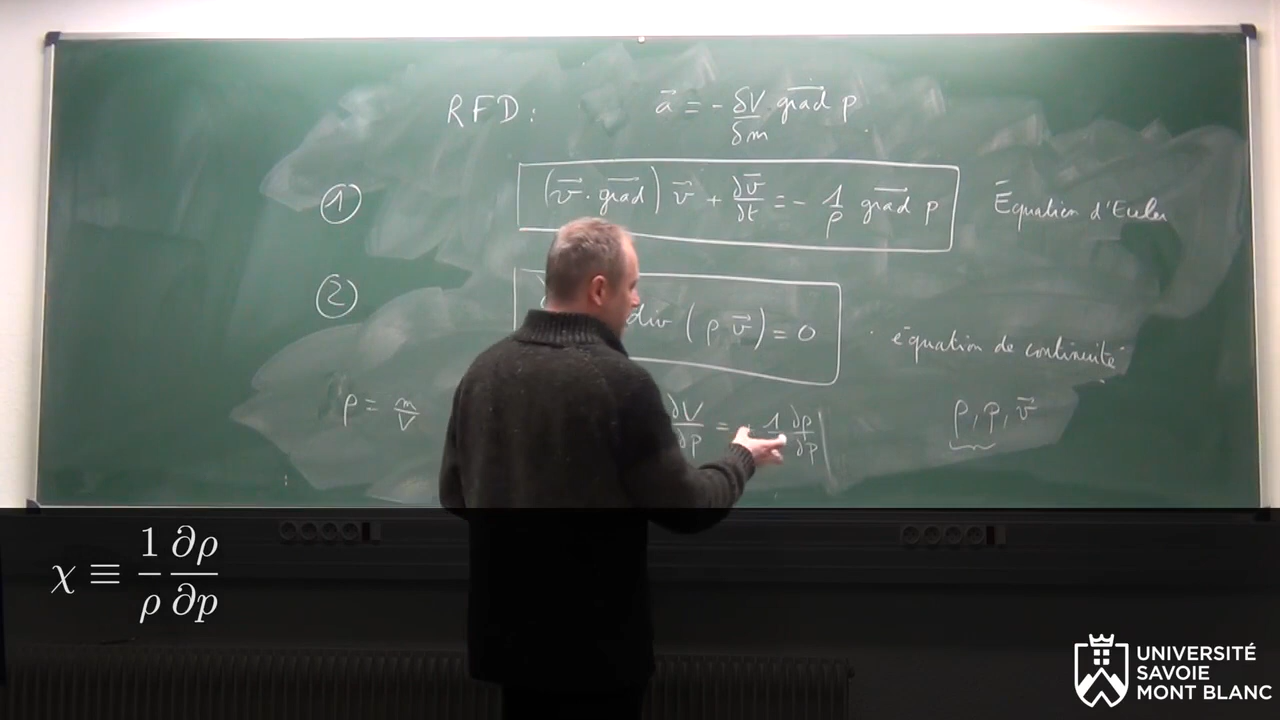 RFD : a⃗ = - δV/δm grad⃗ p
① (v⃗ · grad⃗) v⃗ + ∂v⃗/∂t = - 1/ρ grad⃗ p Équation d'Euler
② div (ρ v⃗) = 0 équation de continuité
ρ = m/V ∂V/∂p = 1 ∂ρ/∂p ρ, p, v⃗
χ ≡ 1/ρ ∂ρ/∂p
UNIVERSITÉ
SAVOIE
MONT BLANC